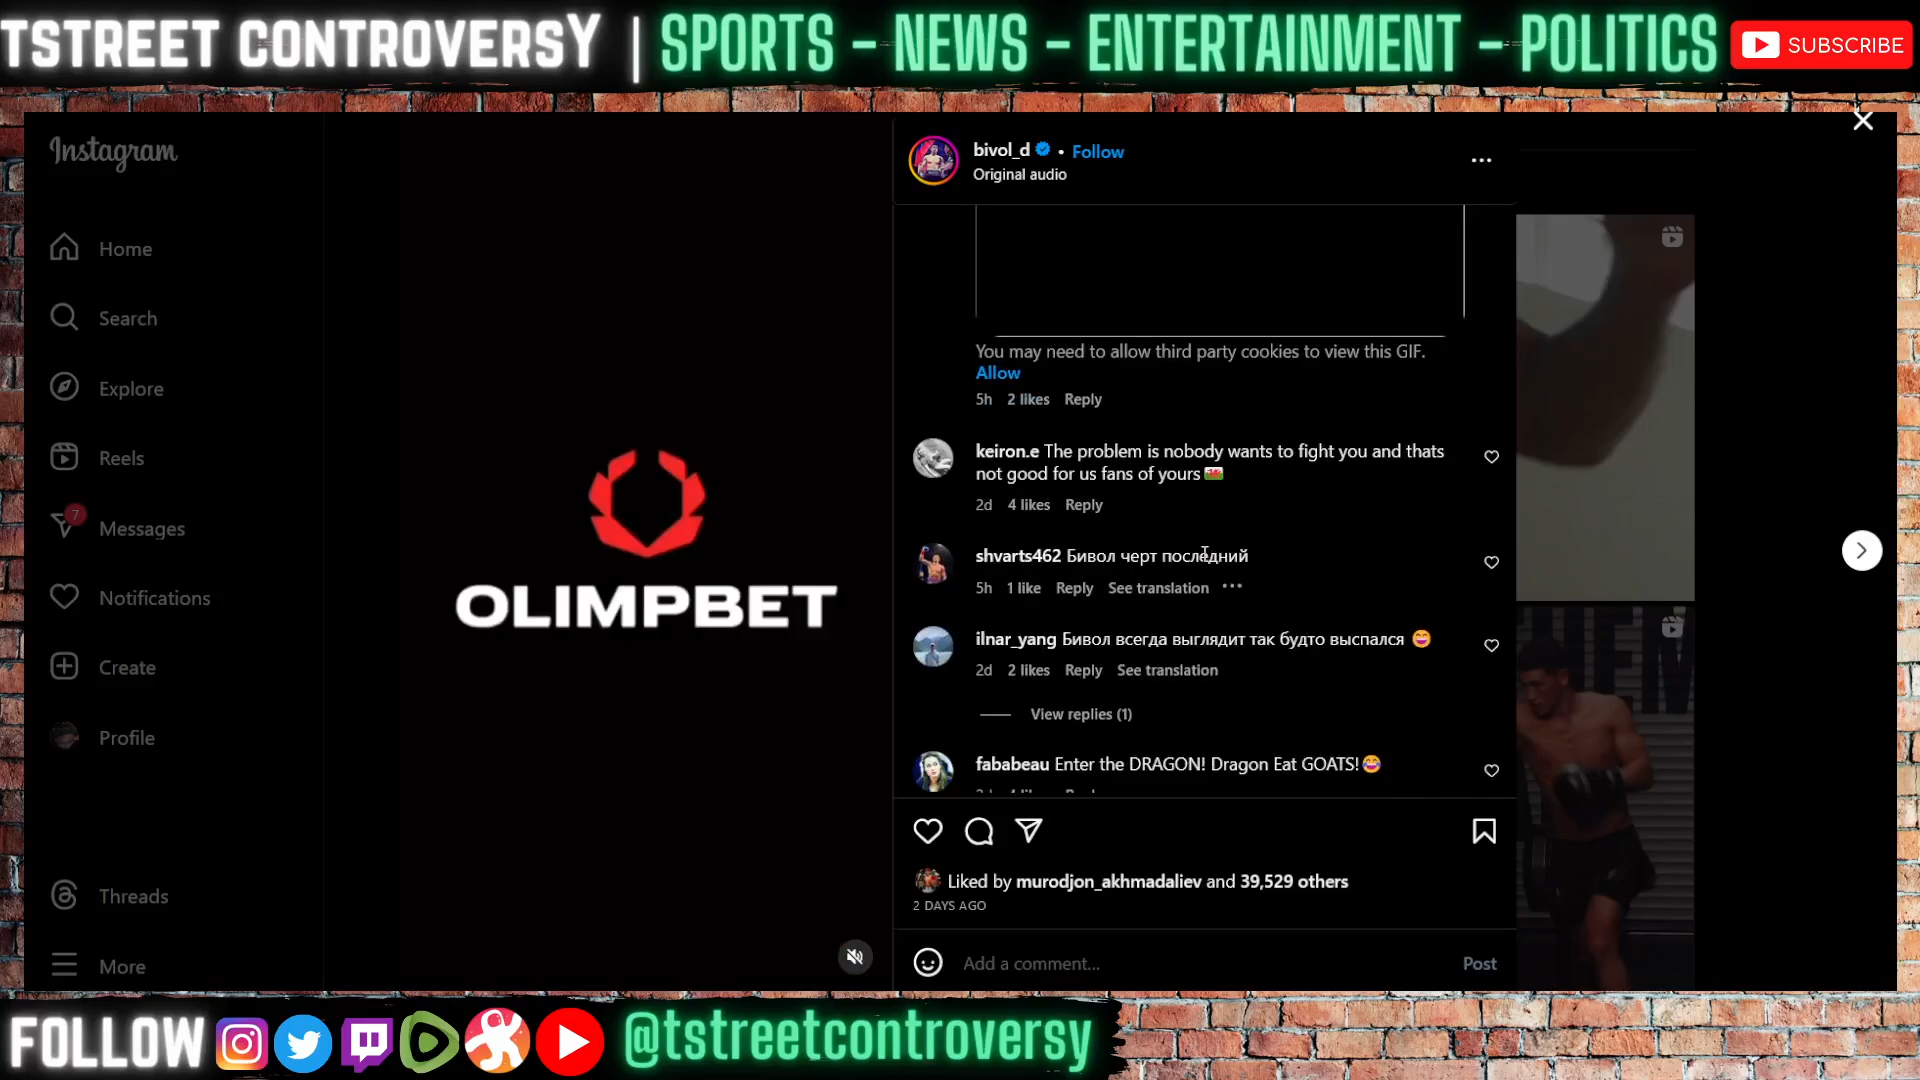 TSTREET CONTROVERSY | SPORTS - NEWS - ENTERTAINMENT - POLITICS
SUBSCRIBE
Instagram
Home
Search
Explore
Reels
7
Messages
Notifications
Create
Profile
Threads
More
OLIMPBET
bivol_d • Follow
Original audio
You may need to allow third party cookies to view this GIF.
Allow
5h 2 likes Reply
keiron.e The problem is nobody wants to fight you and thats
not good for us fans of yours🏴󠁧󠁢󠁷󠁬󠁳󠁿
2d 4 likes Reply
shvarts462 Бивол черт последний
5h 1 like Reply See translation
ilnar_yang Бивол всегда выглядит так будто выспался 😄
2d 2 likes Reply See translation
View replies (1)
fababeau Enter the DRAGON! Dragon Eat GOATS!😂
Liked by murodjon_akhmadaliev and 39,529 others
2 DAYS AGO
Add a comment...
Post
FOLLOW
@tstreetcontroversy